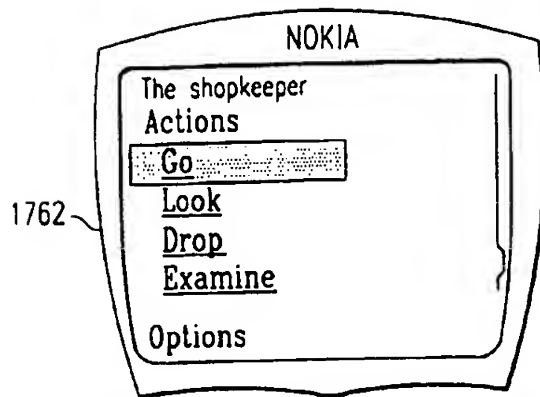 NOKIA
The shopkeeper
Actions
Go
Look
Drop
Examine
1762
Options